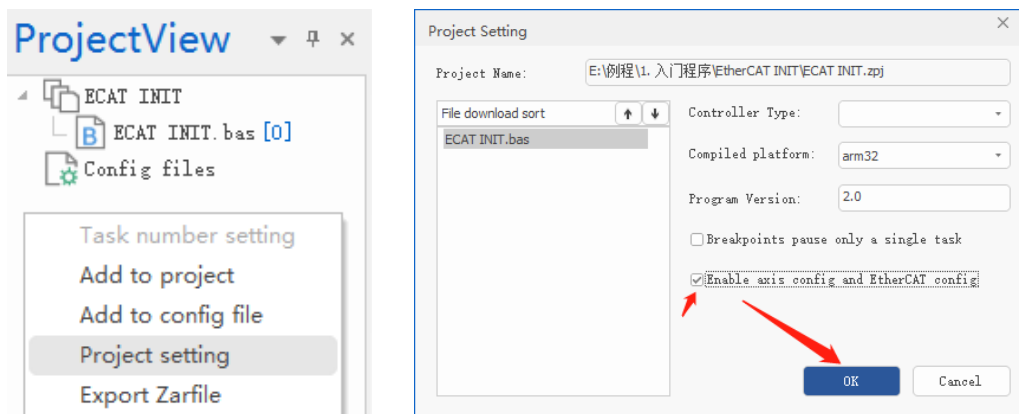 ProjectView
ECAT INIT
ECAT INIT.bas [0]
Config files
Task number setting
Add to project
Add to config file
Project setting
Export Zarfile
Project Setting
Project Name: E:\例程\1. 入门程序\EtherCAT INIT\ECAT INIT.zpj
File download sort
ECAT INIT.bas
Controller Type:
Compiled platform: arm32
Program Version: 2.0
Breakpoints pause only a single task
Enable axis config and EtherCAT config
OK Cancel